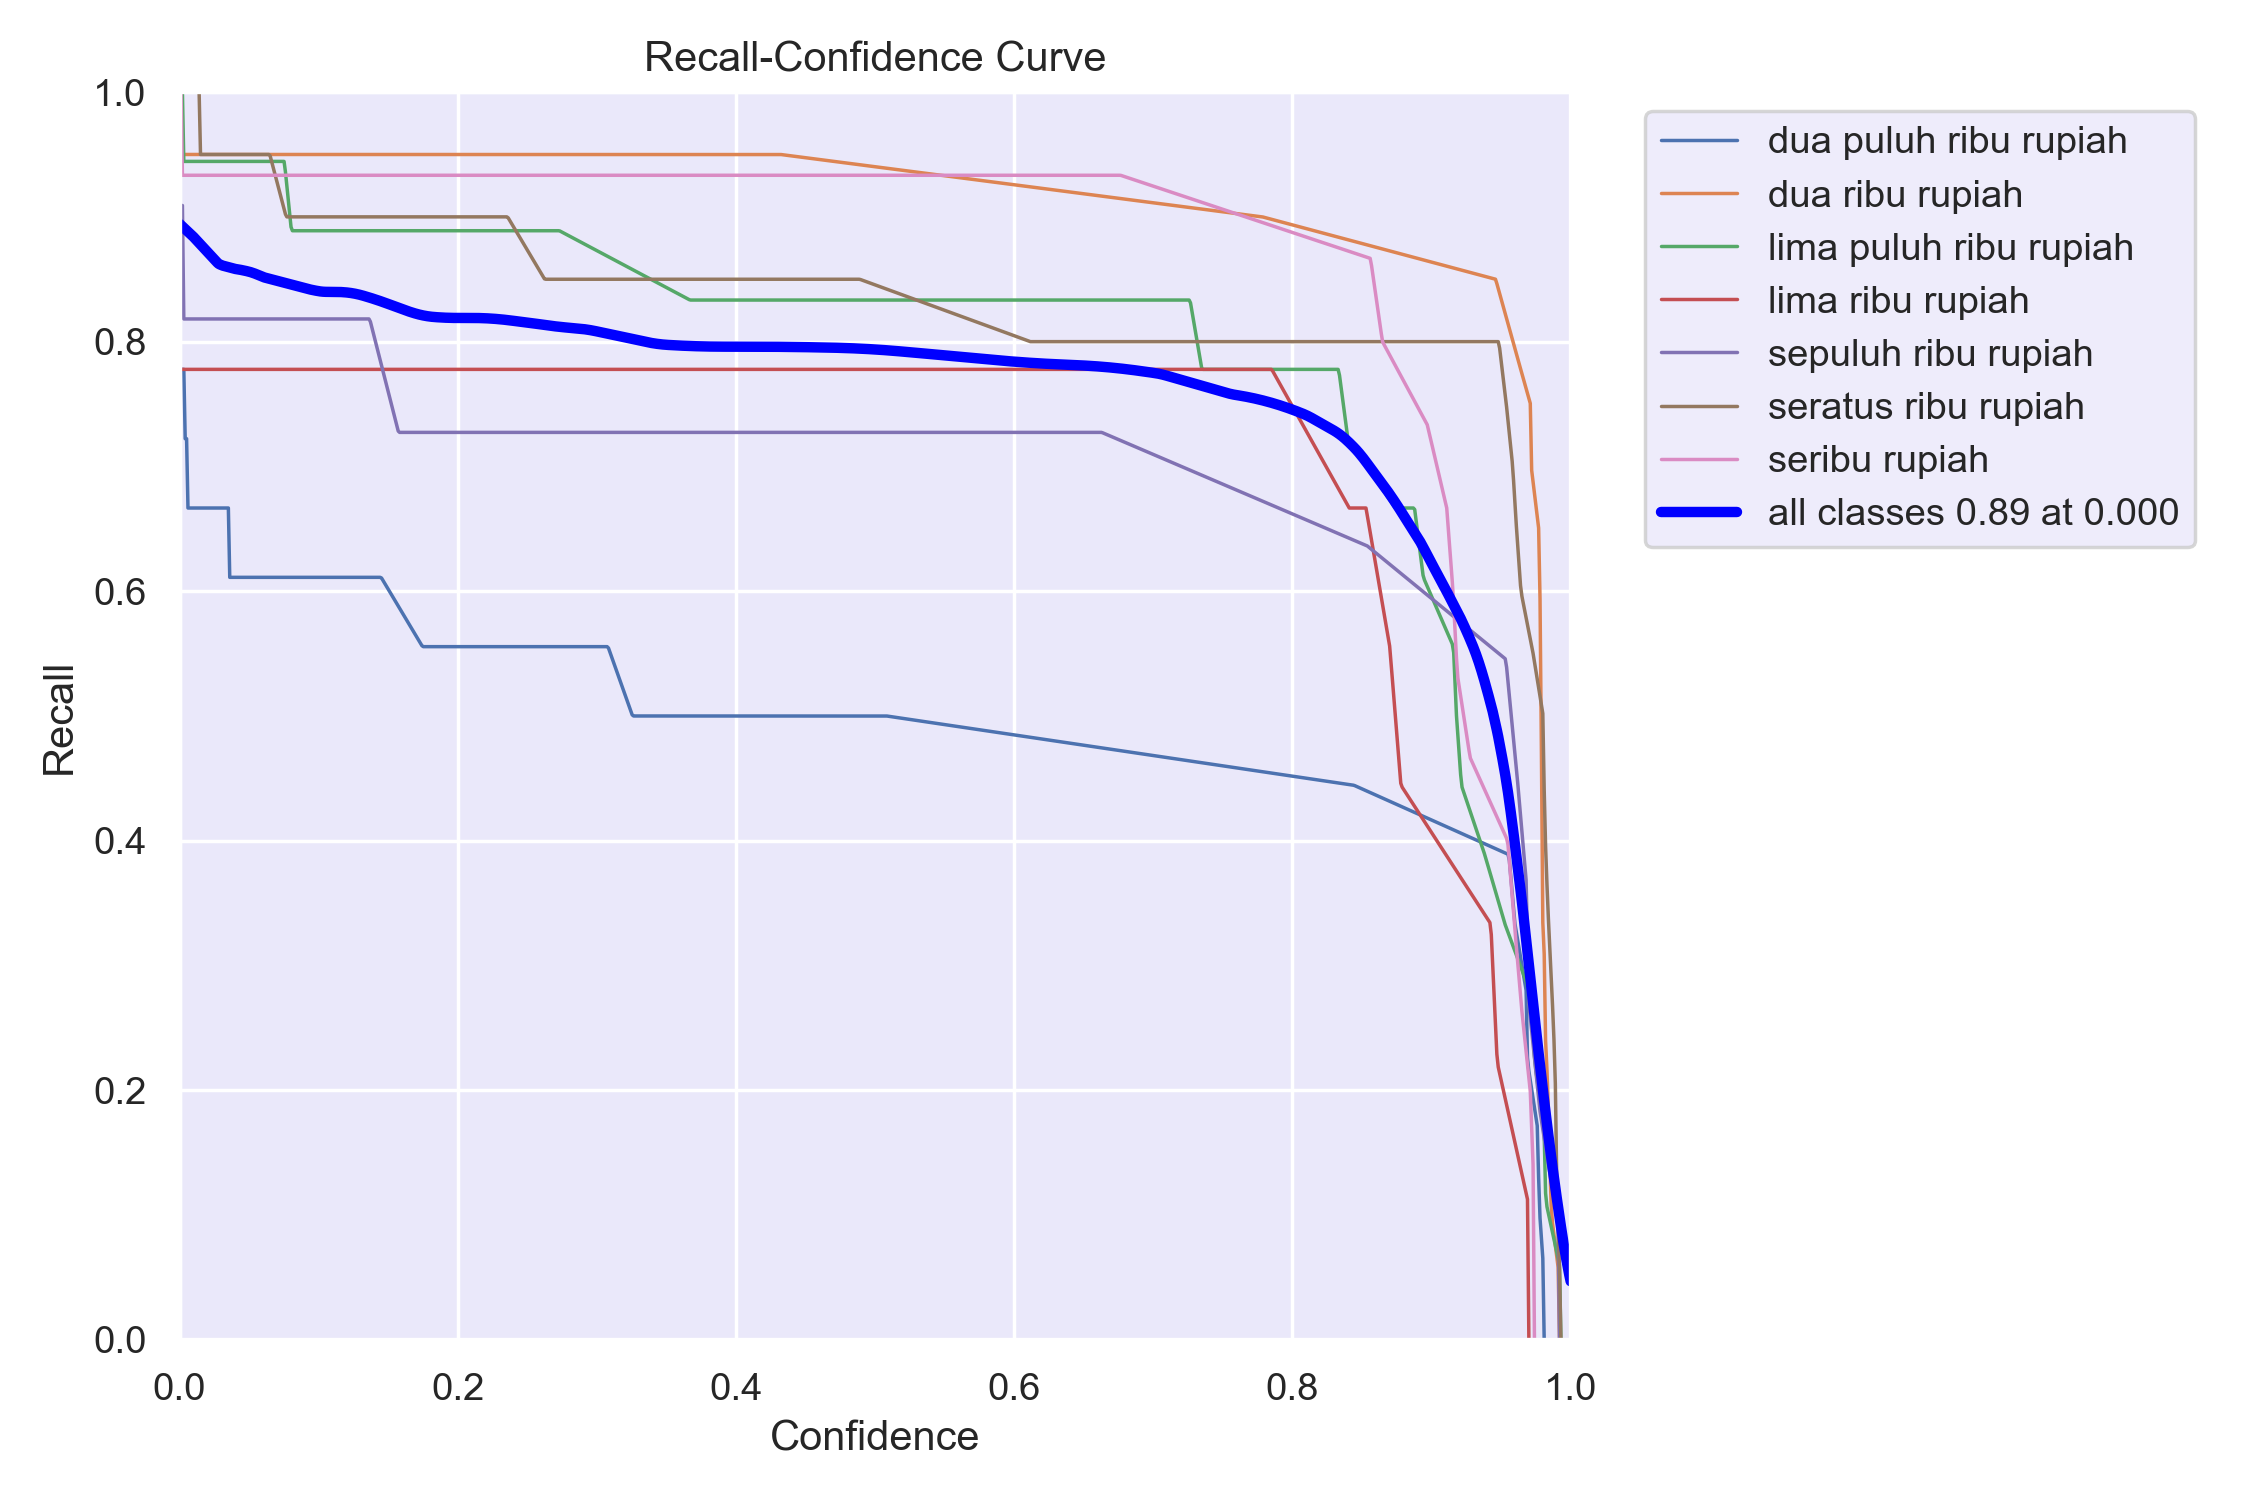 Recall-Confidence Curve
1.0
0.8
0.6
0.4
0.2
0.0
Recall
0.0 0.2 0.4 0.6 0.8 1.0
Confidence
dua puluh ribu rupiah
dua ribu rupiah
lima puluh ribu rupiah
lima ribu rupiah
sepuluh ribu rupiah
seratus ribu rupiah
seribu rupiah
all classes 0.89 at 0.000